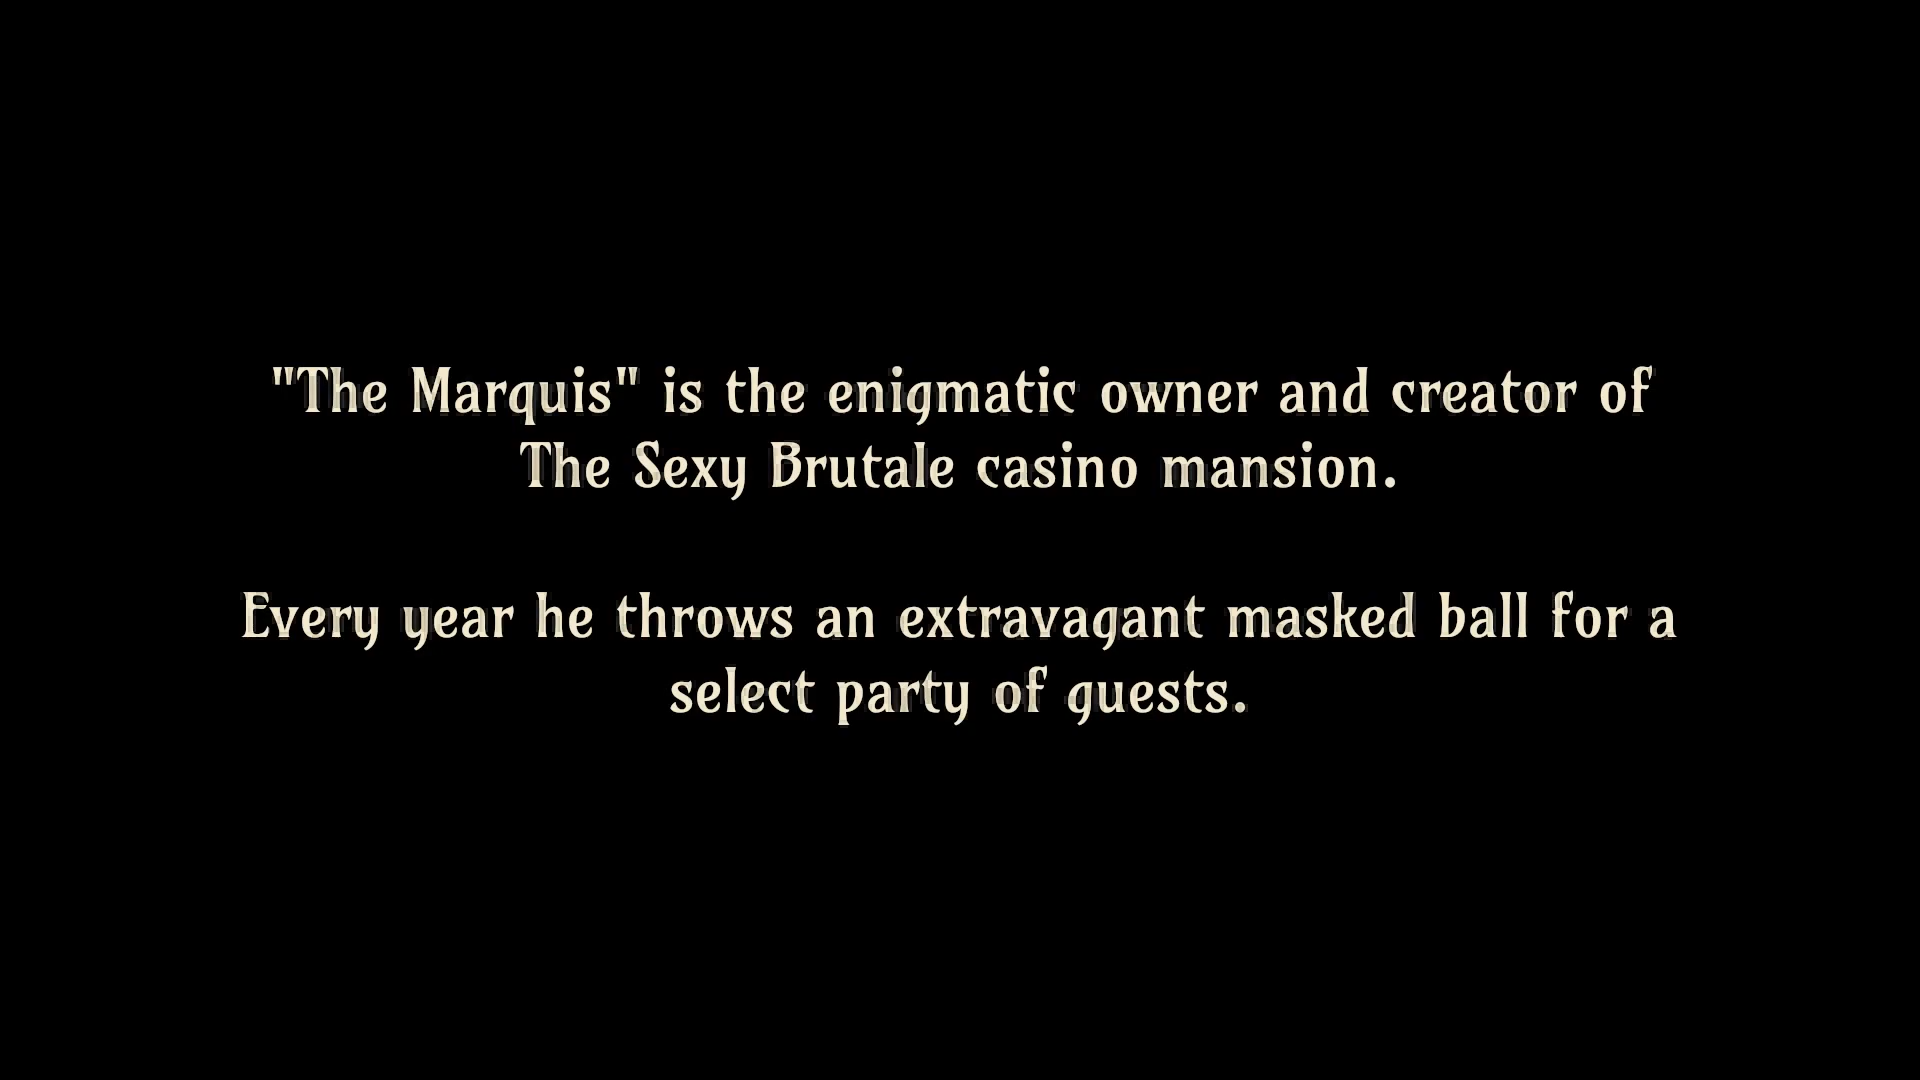 "The Marquis" is the enigmatic owner and creator of
The Sexy Brutale casino mansion.
Every year he throws an extravagant masked ball for a
select party of guests.